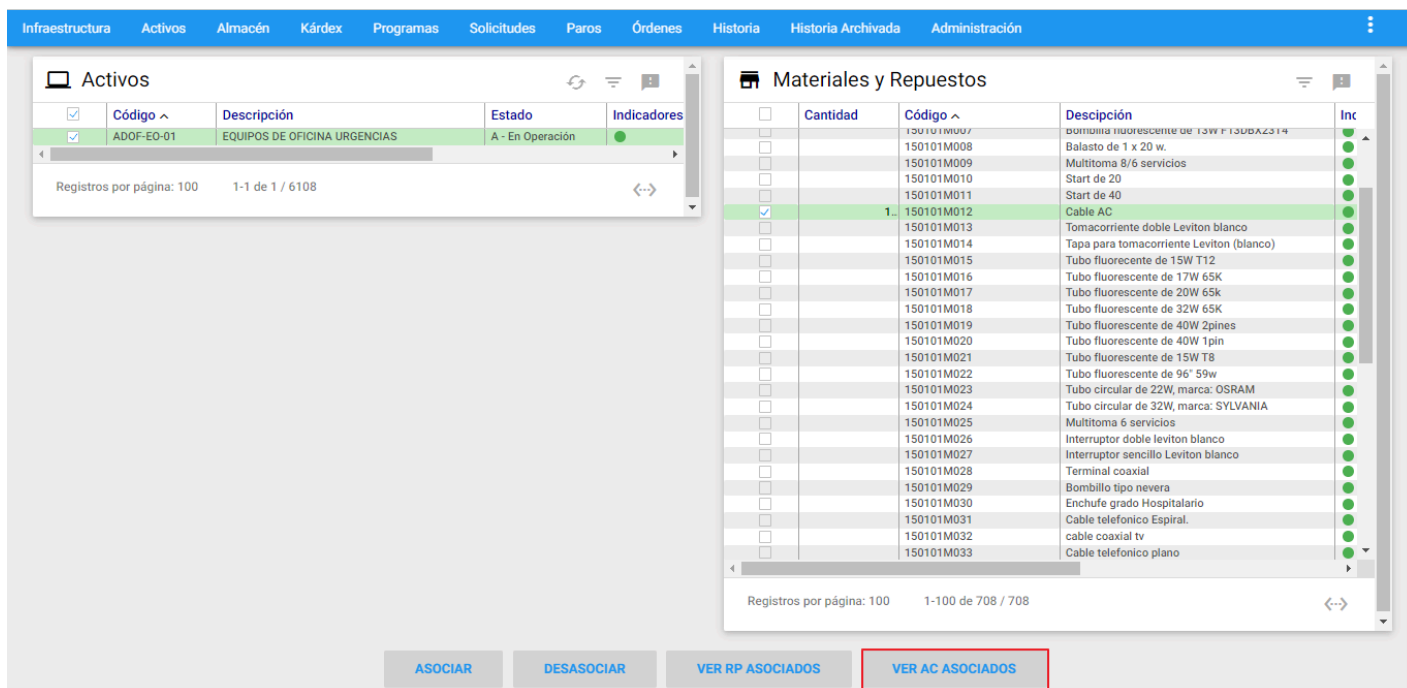 Infraestructura Activos Almacén Kárdex Programas Solicitudes Paros Órdenes Historia Historia Archivada Administración
Activos
Código Descripción Estado Indicadores
ADOF-EO-01 EQUIPOS DE OFICINA URGENCIAS A - En Operación
Registros por página: 100 1-1 de 1 / 6108
Materiales y Repuestos
Cantidad Código Descipción Inc
150101M007 Bombilla fluorescente de 13W F13DBX23T4
150101M008 Balasto de 1 x 20 w.
150101M009 Multitoma 8/6 servicios
150101M010 Start de 20
150101M011 Start de 40
1.. 150101M012 Cable AC
150101M013 Tomacorriente doble Leviton blanco
150101M014 Tapa para tomacorriente Leviton (blanco)
150101M015 Tubo fluorecente de 15W T12
150101M016 Tubo fluorescente de 17W 65K
150101M017 Tubo fluorescente de 20W 65k
150101M018 Tubo fluorescente de 32W 65K
150101M019 Tubo fluorescente de 40W 2pines
150101M020 Tubo fluorescente de 40W 1pin
150101M021 Tubo fluorescente de 15W T8
150101M022 Tubo fluorescente de 96" 59w
150101M023 Tubo circular de 22W, marca: OSRAM
150101M024 Tubo circular de 32W, marca: SYLVANIA
150101M025 Multitoma 6 servicios
150101M026 Interruptor doble leviton blanco
150101M027 Interruptor sencillo Leviton blanco
150101M028 Terminal coaxial
150101M029 Bombillo tipo nevera
150101M030 Enchufe grado Hospitalario
150101M031 Cable telefonico Espiral.
150101M032 cable coaxial tv
150101M033 Cable telefonico plano
Registros por página: 100 1-100 de 708 / 708
ASOCIAR DESASOCIAR VER RP ASOCIADOS VER AC ASOCIADOS